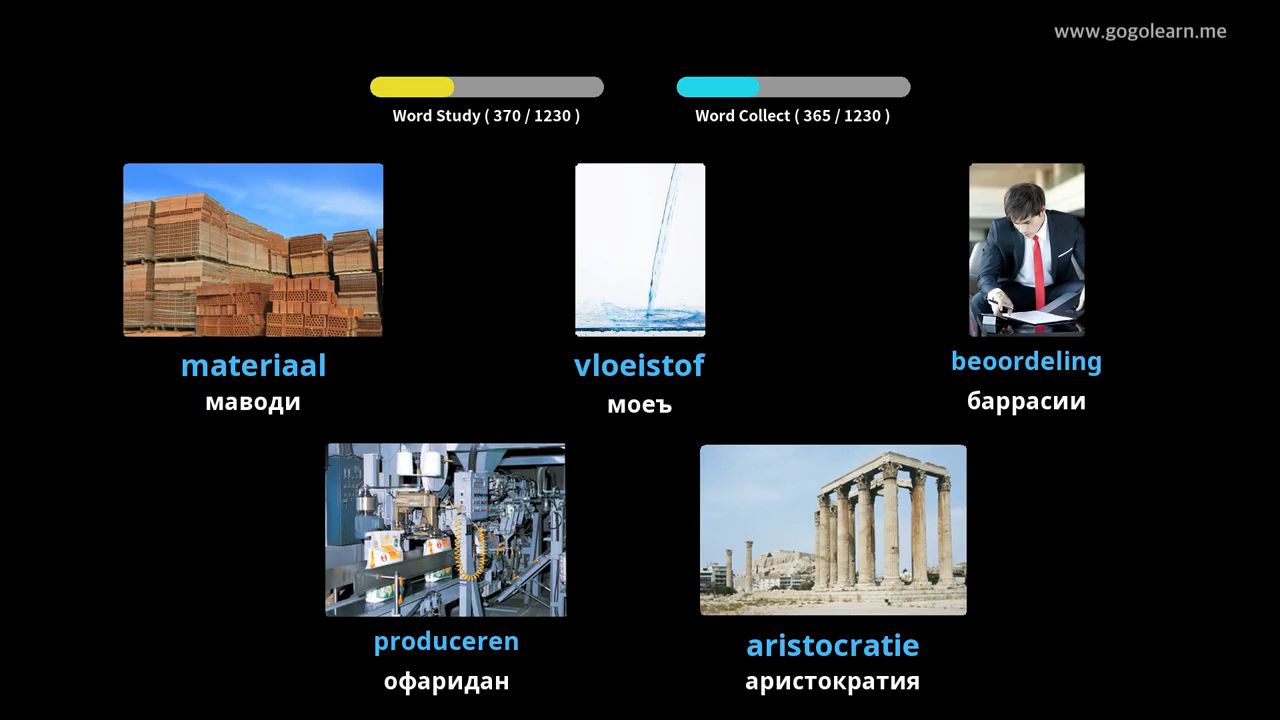 www.gogolearn.me
Word Study ( 370 / 1230 )
Word Collect ( 365 / 1230 )
materiaal
маводи
vloeistof
моеъ
beoordeling
баррасии
produceren
офаридан
aristocratie
аристократия